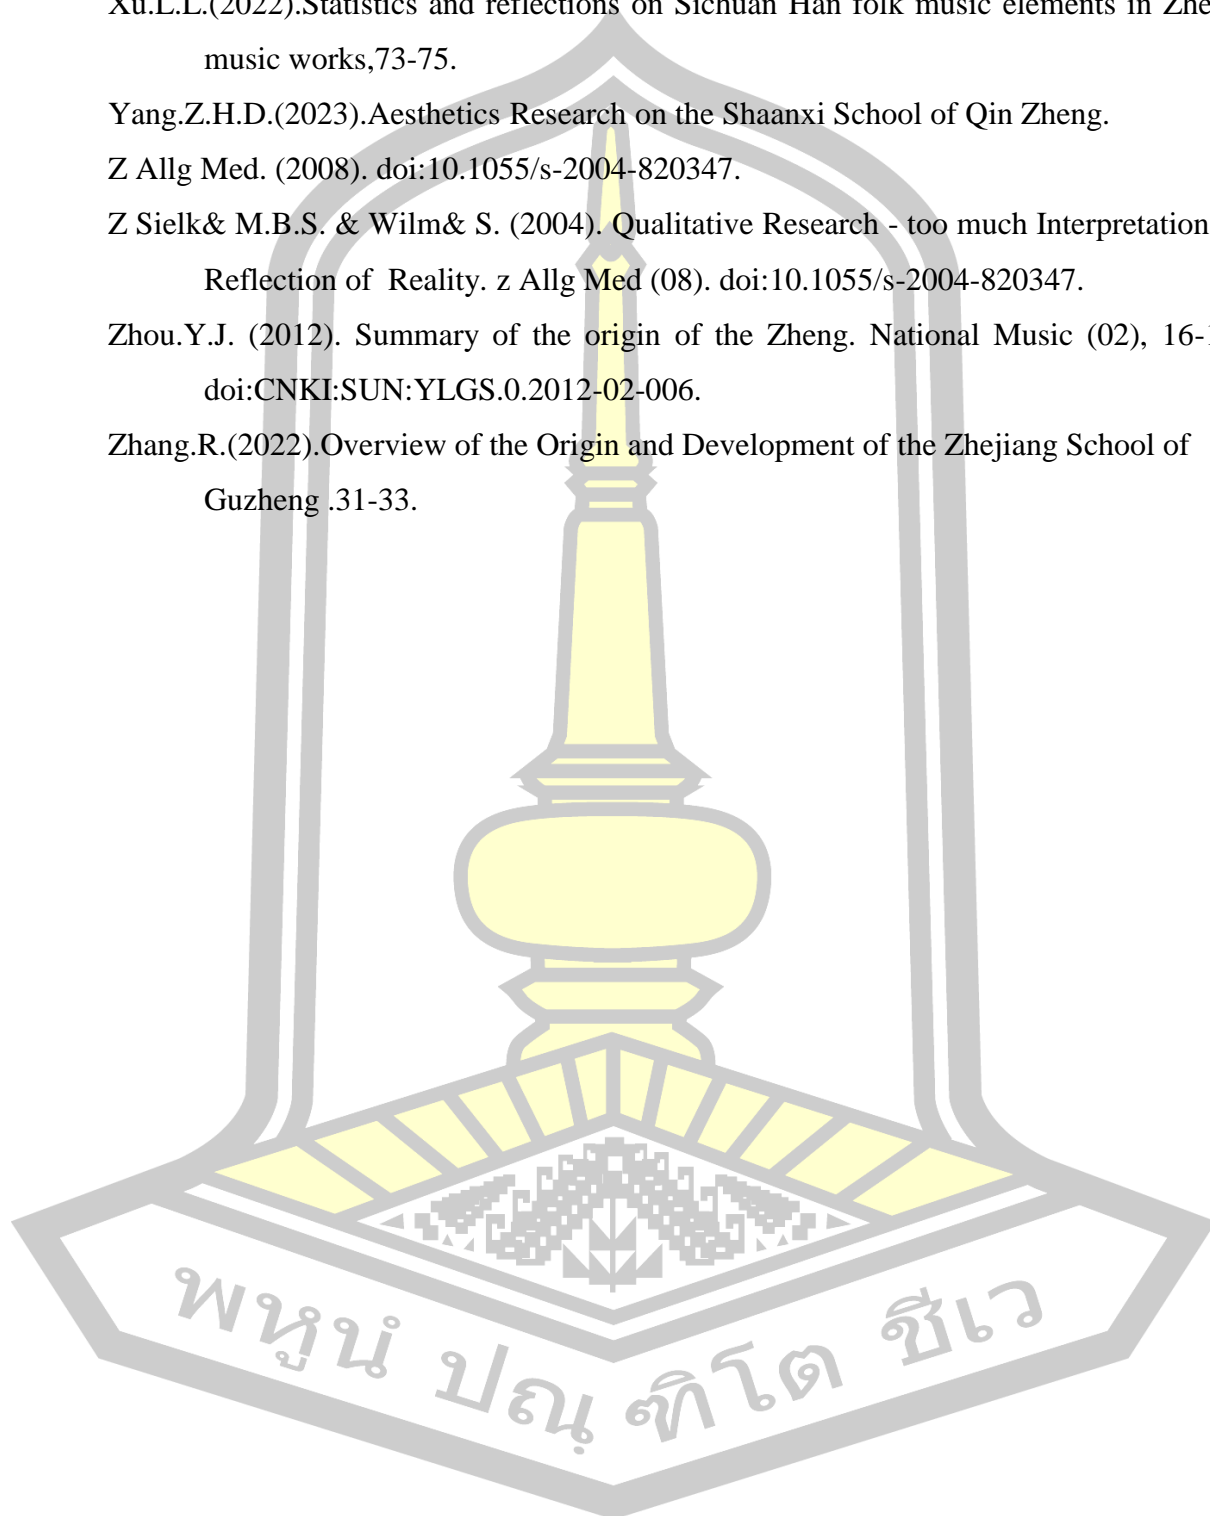 Xu.L.L.(2022).Statistics and reflections on Sichuan Han folk music elements in Zhe
music works,73-75.
Yang.Z.H.D.(2023).Aesthetics Research on the Shaanxi School of Qin Zheng.
Z Allg Med. (2008). doi:10.1055/s-2004-820347.
Z Sielk& M.B.S. & Wilm& S. (2004). Qualitative Research - too much Interpretation
Reflection of Reality. z Allg Med (08). doi:10.1055/s-2004-820347.
Zhou.Y.J. (2012). Summary of the origin of the Zheng. National Music (02), 16-1
doi:CNKI:SUN:YLGS.0.2012-02-006.
Zhang.R.(2022).Overview of the Origin and Development of the Zhejiang School of
Guzheng .31-33.
พหูนํ ปณฺฑิโต ชีเว